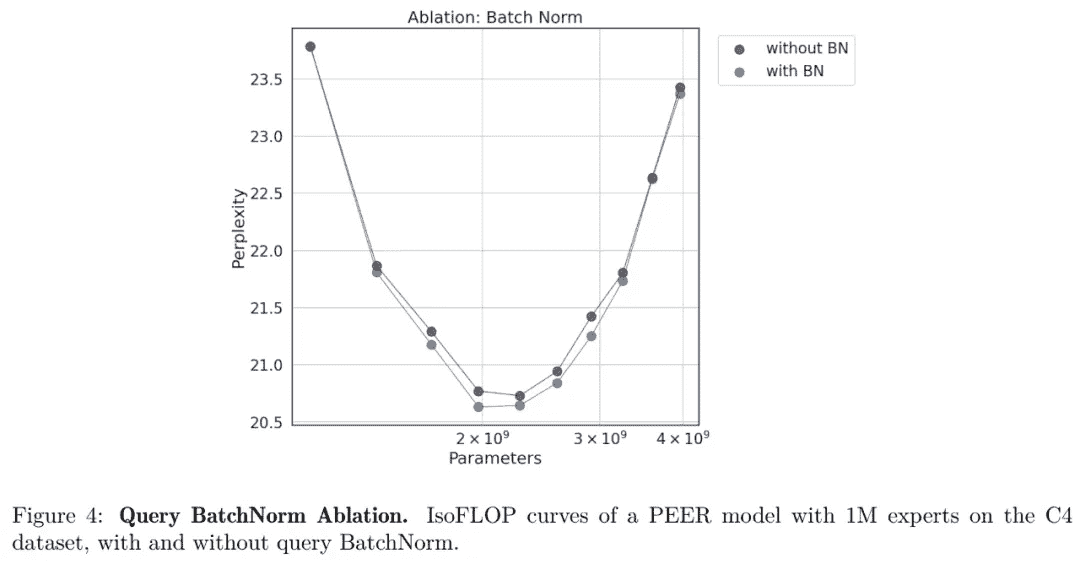 Ablation: Batch Norm
without BN
with BN
23.5
23.0
22.5
22.0
21.5
21.0
20.5
Perplexity
2 × 10⁹
3 × 10⁹
4 × 10⁹
Parameters
Figure 4: Query BatchNorm Ablation. IsoFLOP curves of a PEER model with 1M experts on the C4
dataset, with and without query BatchNorm.